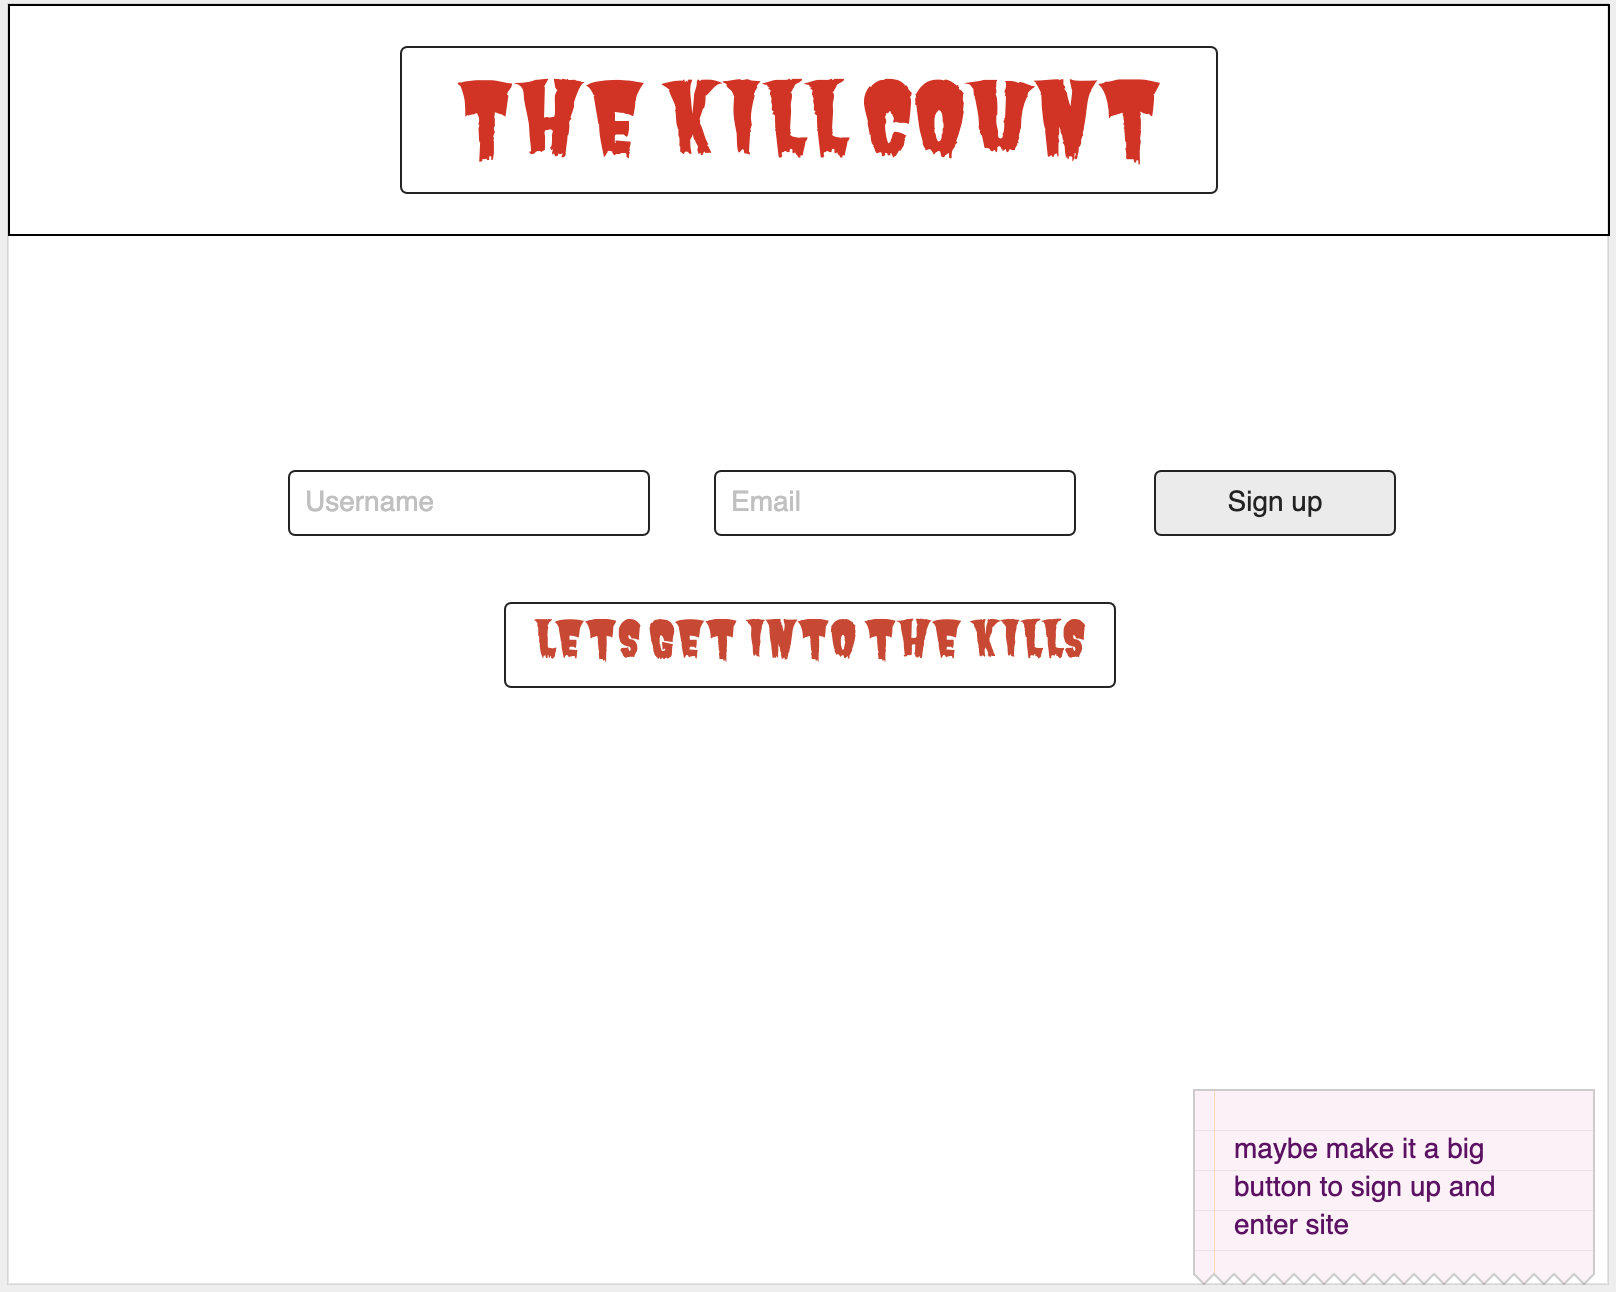 THE KILL COUNT
Username
Email
Sign up
LETS GET INTO THE KILLS
maybe make it a big
button to sign up and
enter site